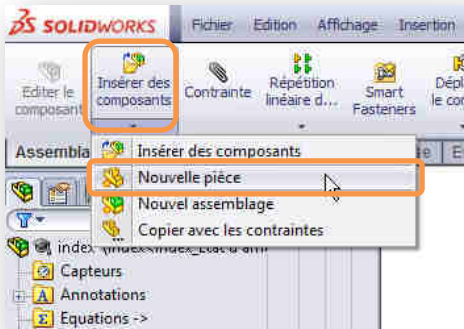 SOLIDWORKS Fichier Edition Affichage Insertion
Editer le composant
Insérer des composants
Contrainte
Répétition linéaire d...
Smart Fasteners
Dépl le co
Assembla
Insérer des composants
Nouvelle pièce
Nouvel assemblage
Copier avec les contraintes
index
Capteurs
Annotations
Equations ->